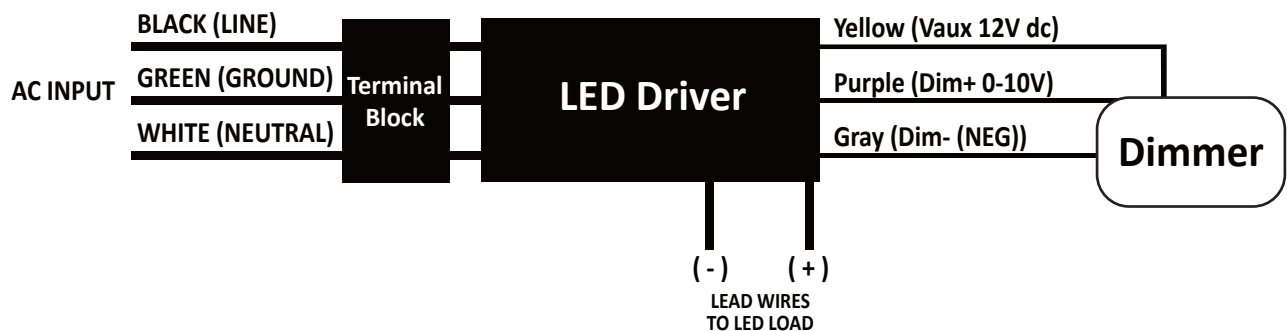 BLACK (LINE)
GREEN (GROUND)
WHITE (NEUTRAL)
AC INPUT
Terminal
Block
LED Driver
Yellow (Vaux 12V dc)
Purple (Dim+ 0-10V)
Gray (Dim- (NEG))
Dimmer
( - ) ( + )
LEAD WIRES
TO LED LOAD